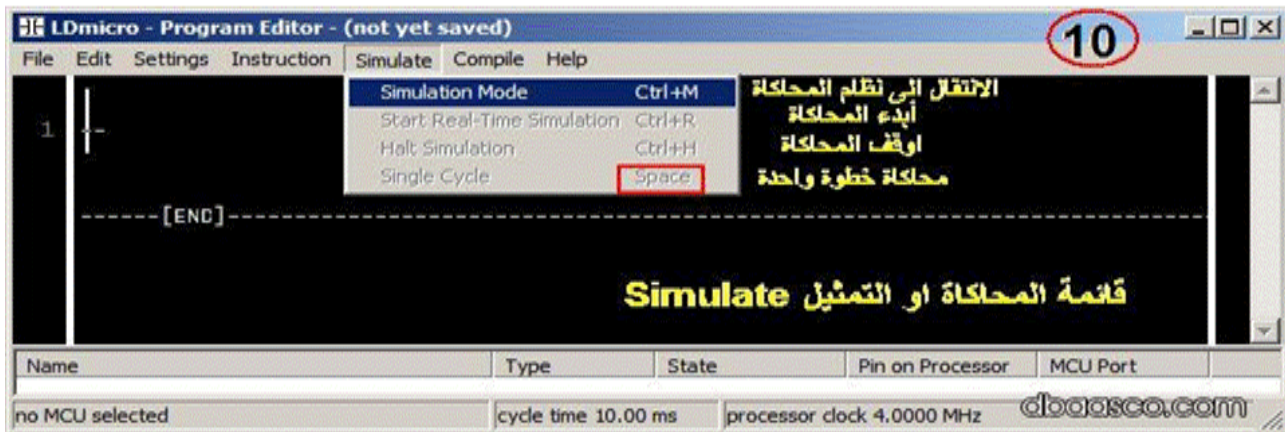 LDmicro - Program Editor - (not yet saved)
10
File Edit Settings Instruction Simulate Compile Help
Simulation Mode Ctrl+M
الانتقال الى نظام المحاكاة
Start Real-Time Simulation Ctrl+R
أبدء المحاكاة
Halt Simulation Ctrl+H
اوقف المحاكاة
Single Cycle Space
محاكاة خطوة واحدة
1
------[END]------
قائمة المحاكاة او التمثيل Simulate
Name Type State Pin on Processor MCU Port
no MCU selected cycle time 10.00 ms processor clock 4.0000 MHz